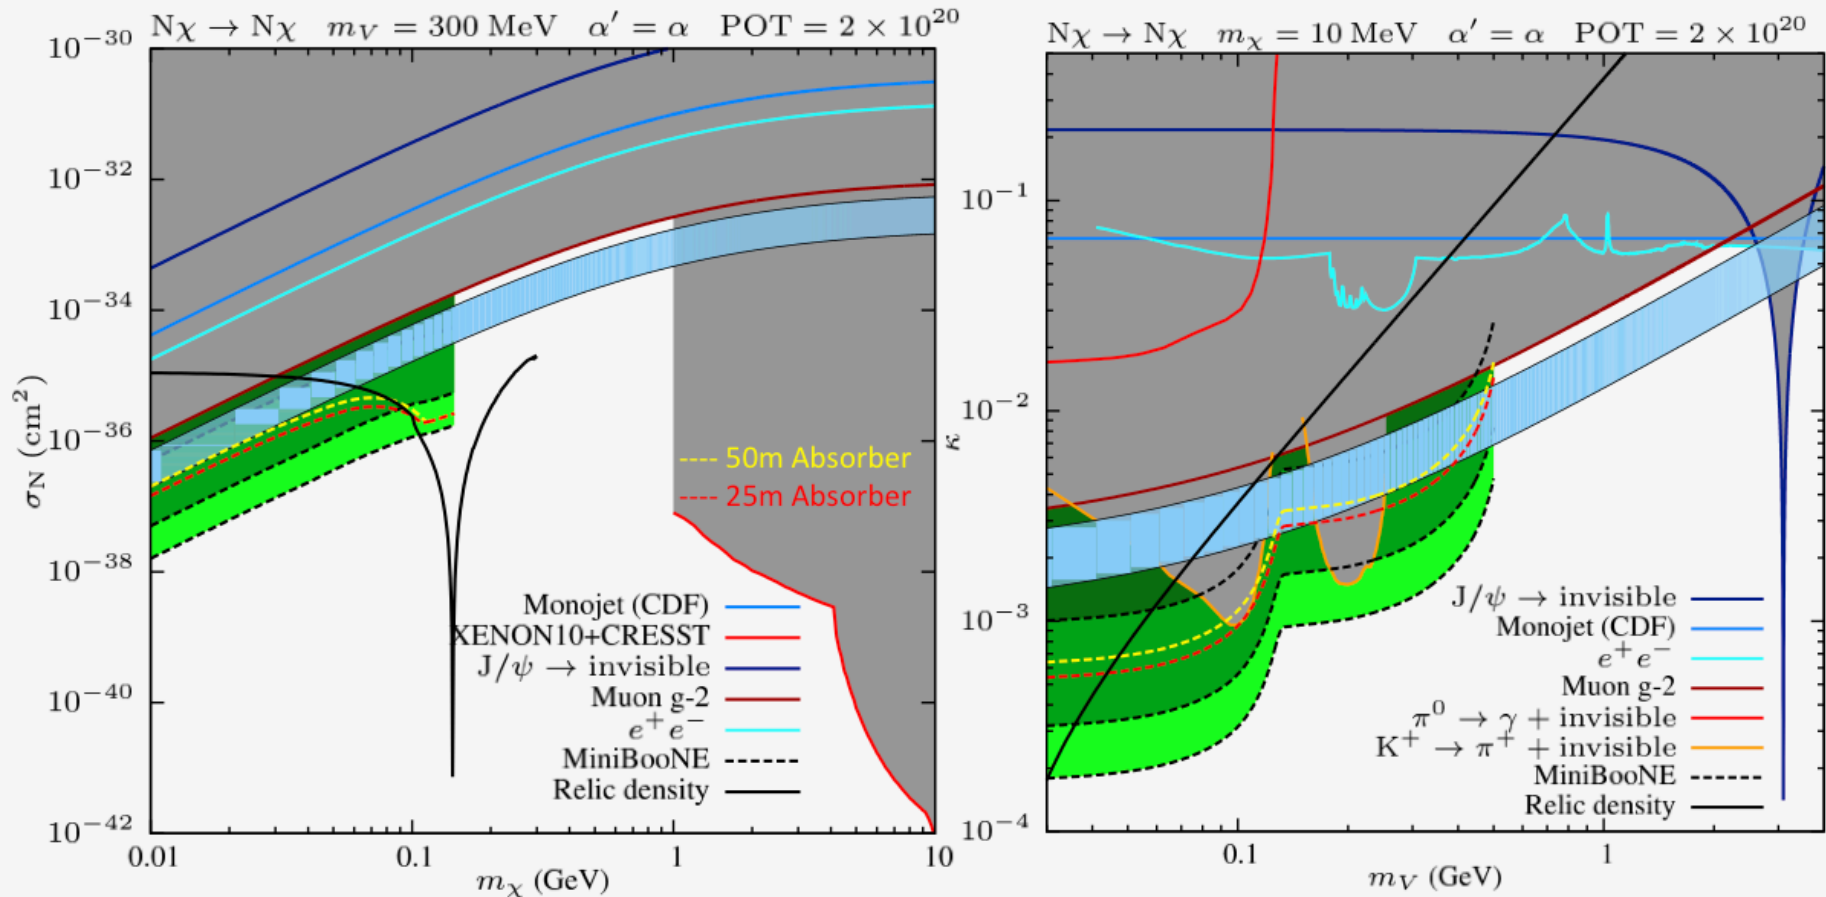 Nχ → Nχ m_V = 300 MeV α′ = α POT = 2 × 10^20
10^−30
10^−32
10^−34
10^−36
10^−38
10^−40
10^−42
σ_N (cm^2)
50m Absorber
25m Absorber
Monojet (CDF)
XENON10+CRESST
J/ψ → invisible
Muon g-2
e^+e^−
MiniBooNE
Relic density
0.01 0.1 1 10
m_χ (GeV)
Nχ → Nχ m_χ = 10 MeV α′ = α POT = 2 × 10^20
10^−1
10^−2
10^−3
10^−4
κ
J/ψ → invisible
Monojet (CDF)
e^+e^−
Muon g-2
π^0 → γ + invisible
K^+ → π^+ + invisible
MiniBooNE
Relic density
0.1 1
m_V (GeV)